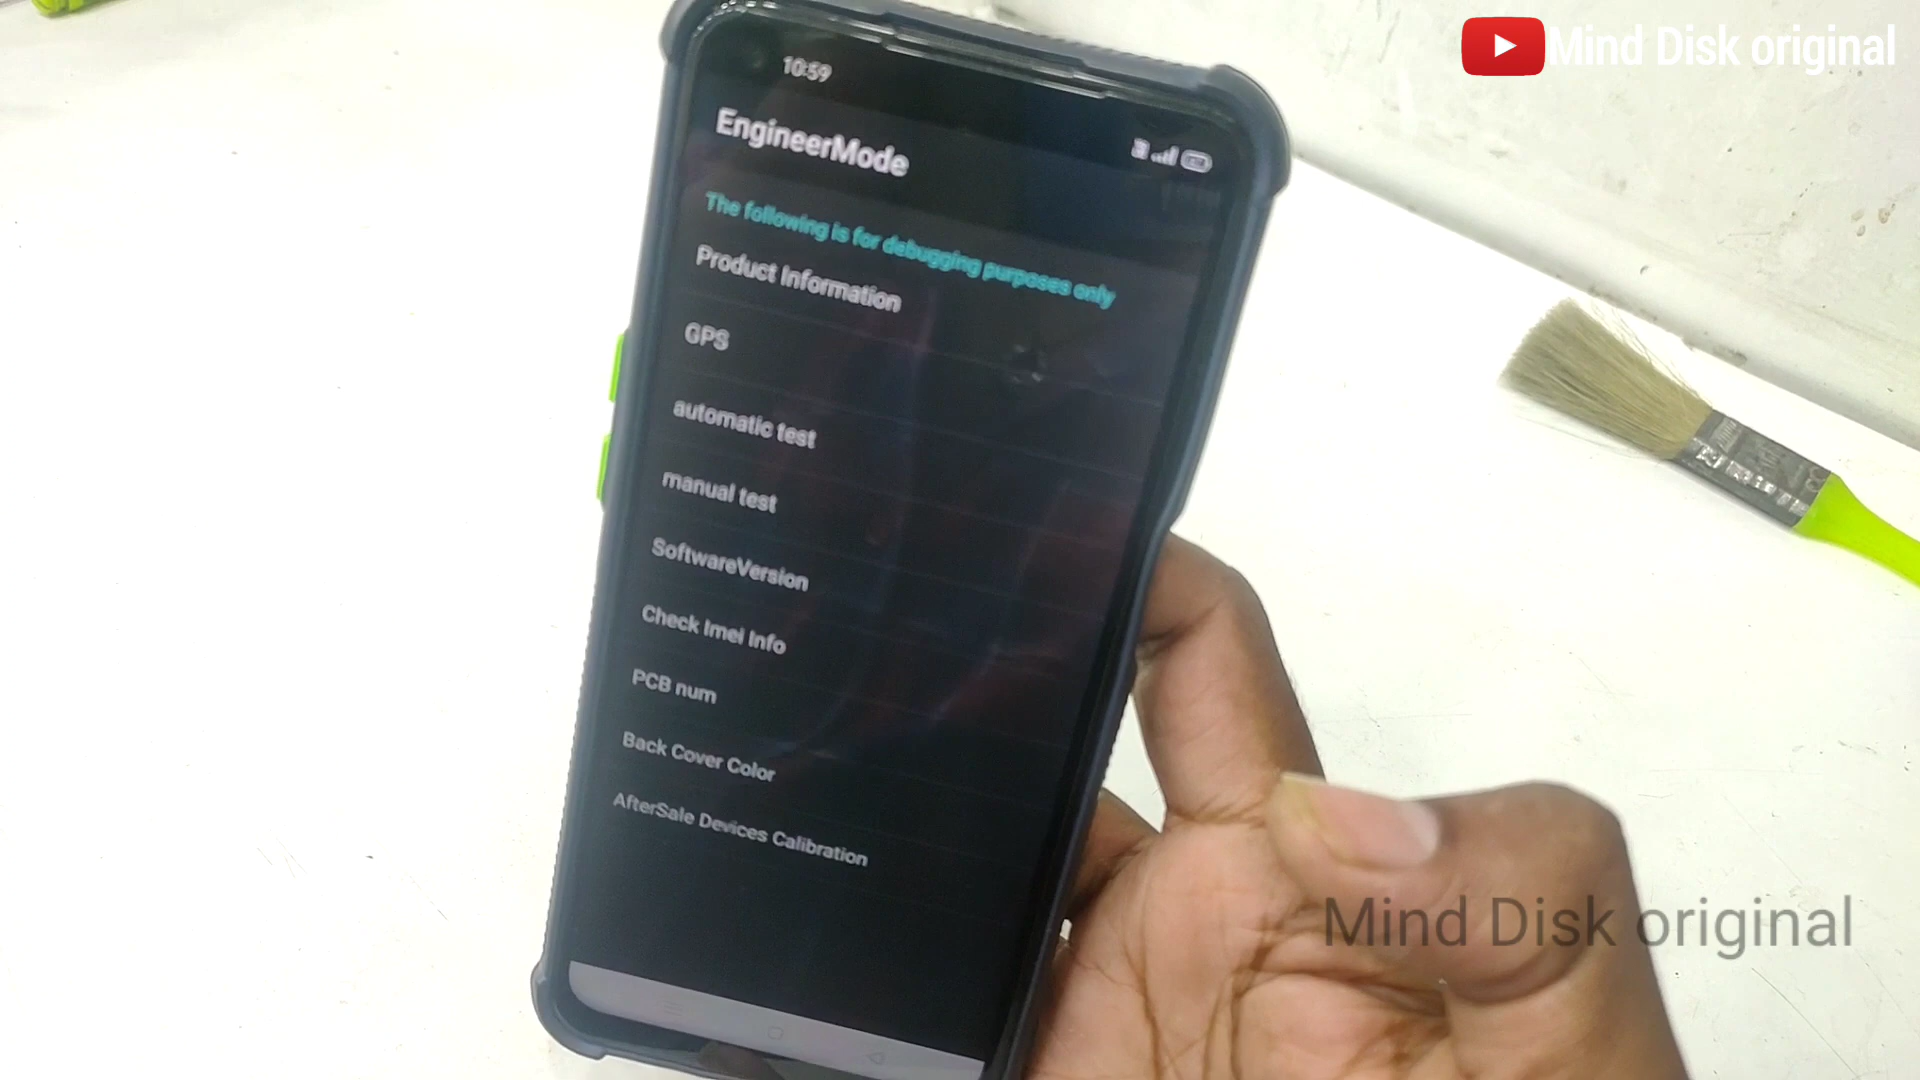 Mind Disk original
10:59
EngineerMode
The following is for debugging purposes only
Product Information
GPS
automatic test
manual test
SoftwareVersion
Check Imei Info
PCB num
Back Cover Color
AfterSale Devices Calibration
Mind Disk original